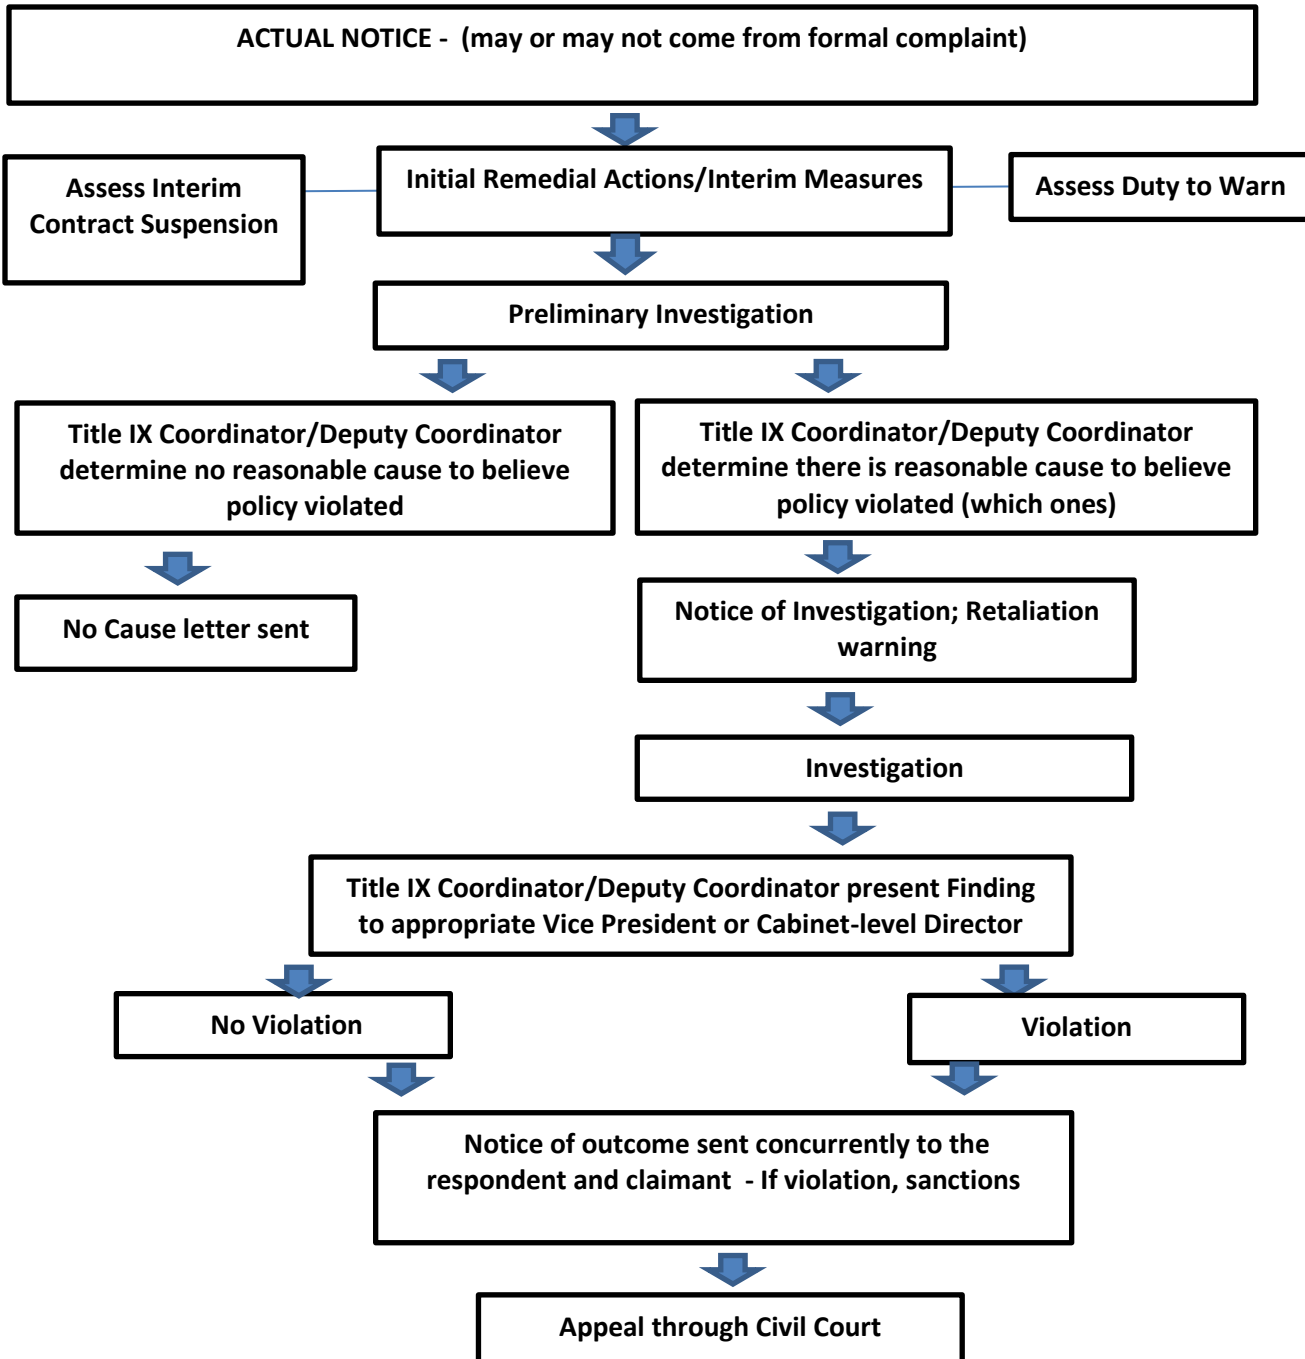 ACTUAL NOTICE - (may or may not come from formal complaint)
Assess Interim
Contract Suspension
Initial Remedial Actions/Interim Measures
Assess Duty to Warn
Preliminary Investigation
Title IX Coordinator/Deputy Coordinator
determine no reasonable cause to believe
policy violated
Title IX Coordinator/Deputy Coordinator
determine there is reasonable cause to believe
policy violated (which ones)
No Cause letter sent
Notice of Investigation; Retaliation
warning
Investigation
Title IX Coordinator/Deputy Coordinator present Finding
to appropriate Vice President or Cabinet-level Director
No Violation
Violation
Notice of outcome sent concurrently to the
respondent and claimant - If violation, sanctions
Appeal through Civil Court